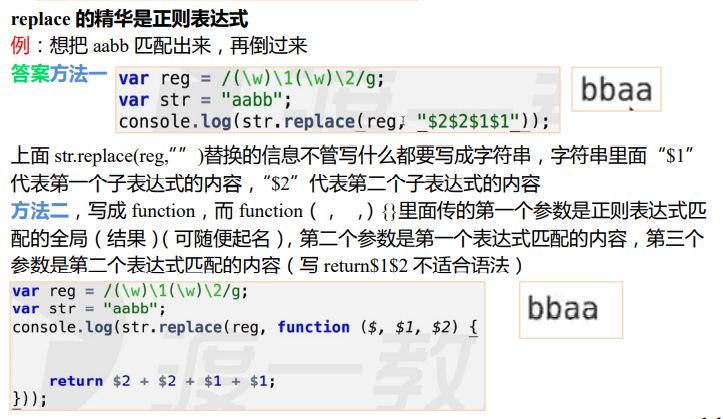 replace 的精华是正则表达式
例：想把 aabb 匹配出来，再倒过来
答案方法一
var reg = /(\w)\1(\w)\2/g;
var str = "aabb";
console.log(str.replace(reg, "$2$2$1$1"));
bbaa
上面 str.replace(reg,”” )替换的信息不管写什么都要写成字符串，字符串里面“$1”
代表第一个子表达式的内容，“$2”代表第二个子表达式的内容
方法二，写成 function，而 function（ ， ，）{}里面传的第一个参数是正则表达式匹
配的全局（结果）（可随便起名），第二个参数是第一个表达式匹配的内容，第三个
参数是第二个表达式匹配的内容（写 return$1$2 不适合语法）
var reg = /(\w)\1(\w)\2/g;
var str = "aabb";
console.log(str.replace(reg, function ($, $1, $2) {
return $2 + $2 + $1 + $1;
}));
bbaa
渡一教